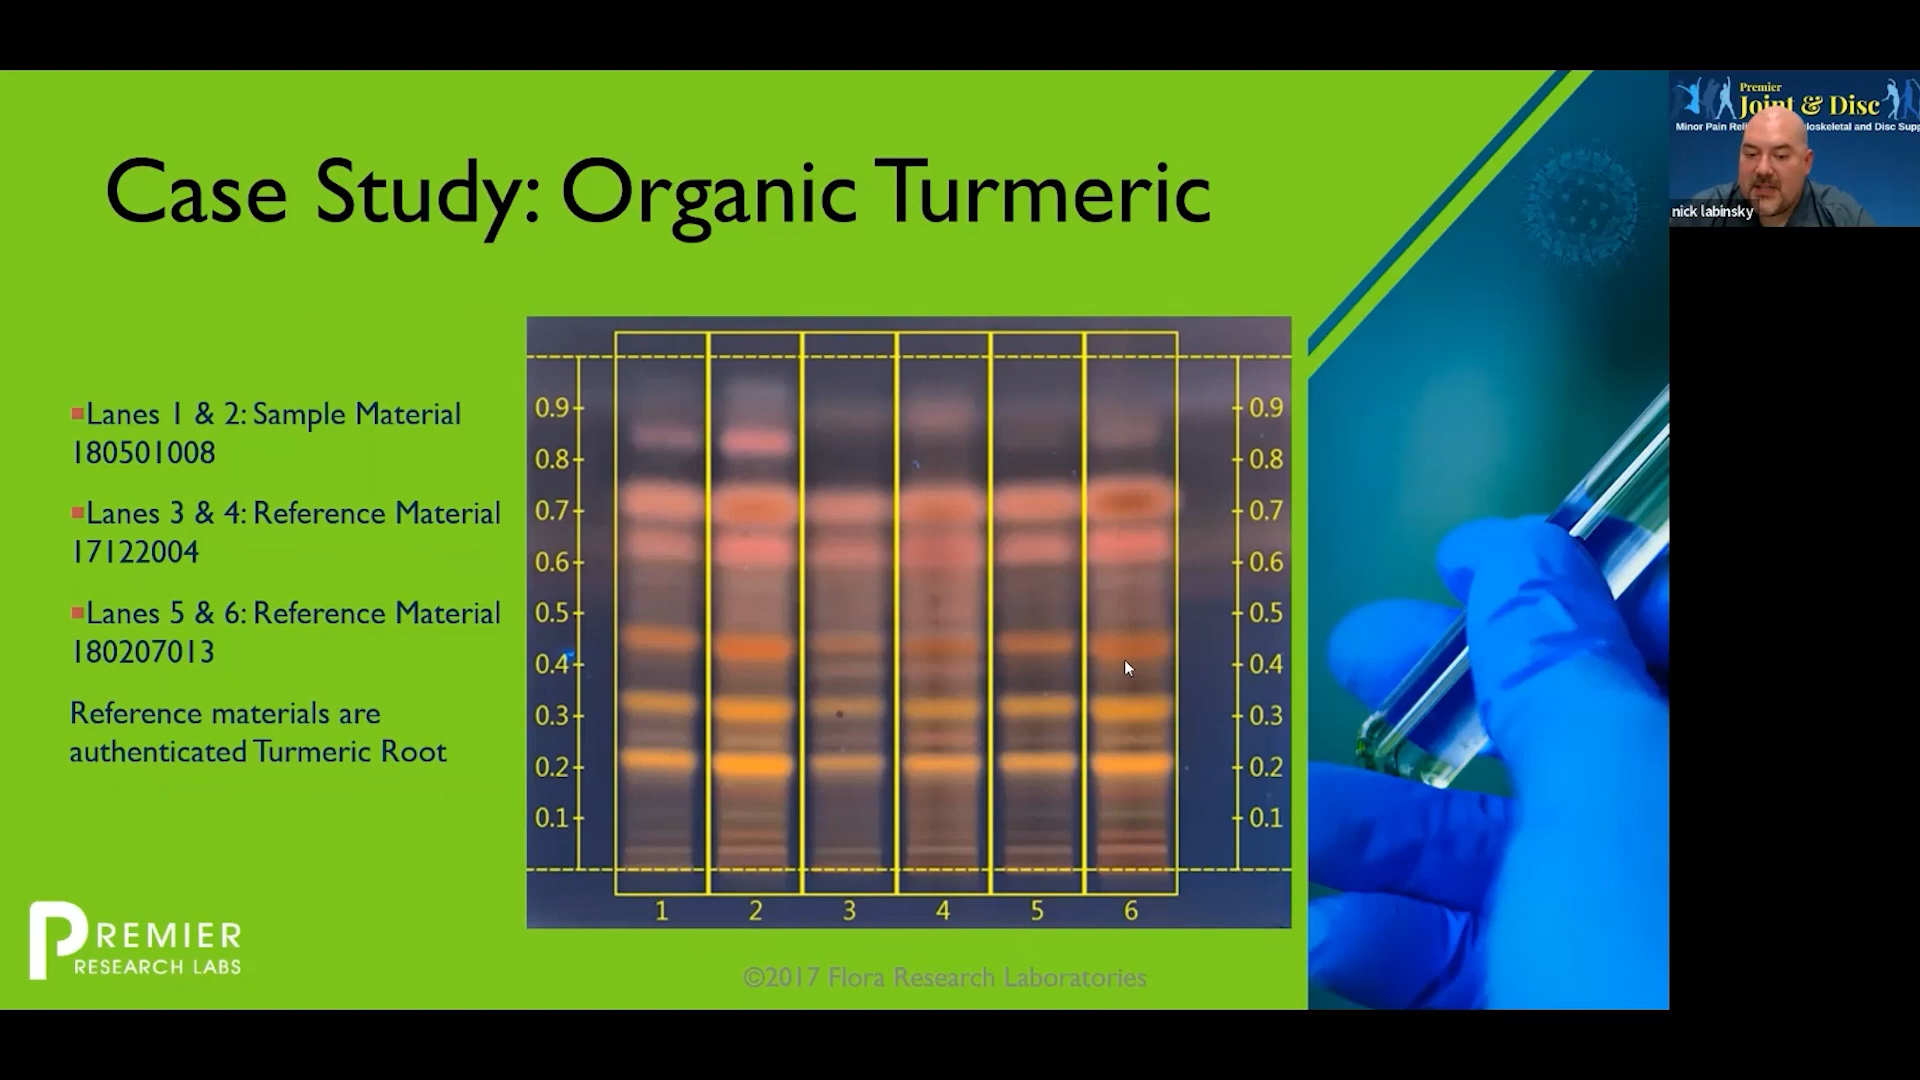 Case Study: Organic Turmeric
Lanes 1 & 2: Sample Material
180501008
Lanes 3 & 4: Reference Material
17122004
Lanes 5 & 6: Reference Material
180207013
Reference materials are
authenticated Turmeric Root
PREMIER
RESEARCH LABS
0.9 0.9
0.8 0.8
0.7 0.7
0.6 0.6
0.5 0.5
0.4 0.4
0.3 0.3
0.2 0.2
0.1 0.1
1 2 3 4 5 6
©2017 Flora Research Laboratories
Premier
Joint & Disc
Minor Pain and Disc
nick labinsky